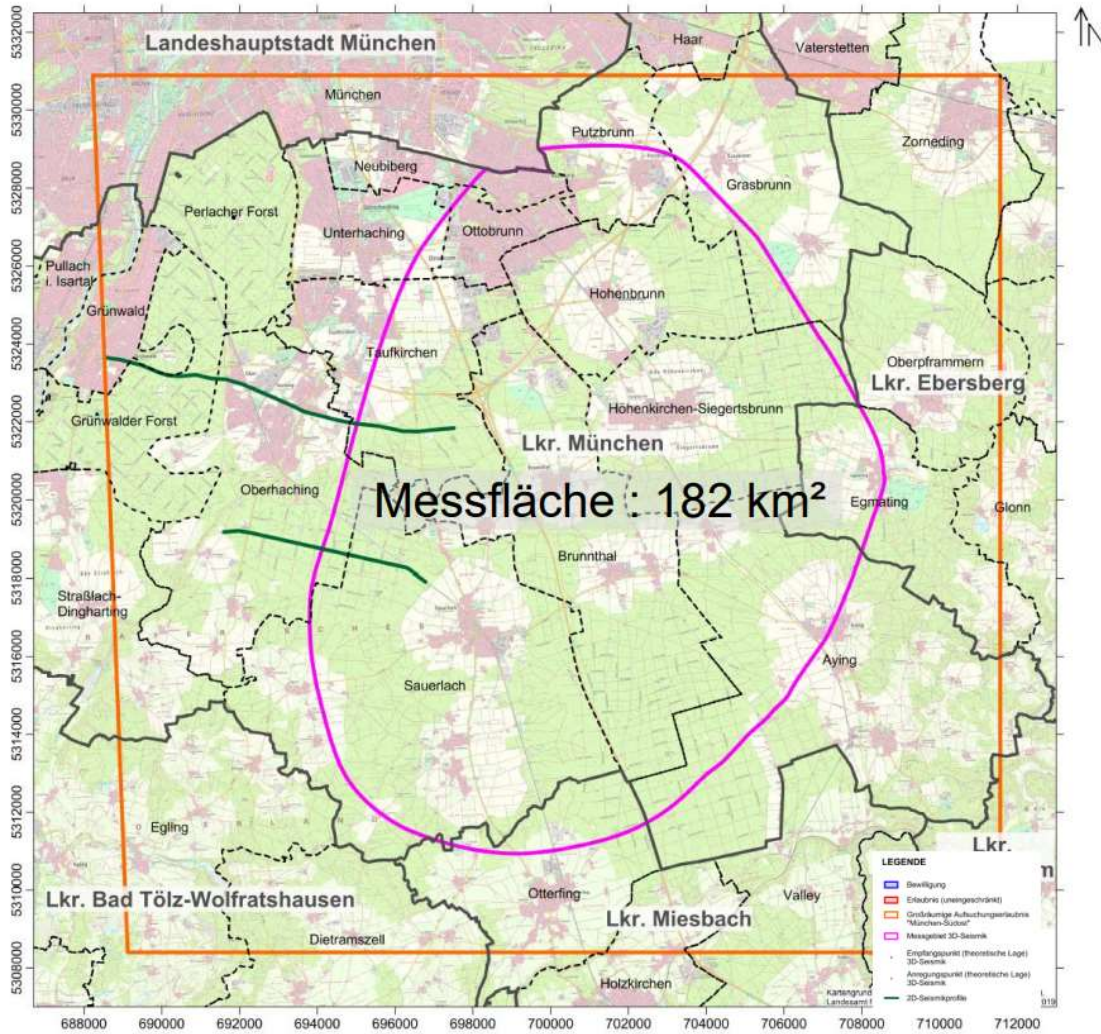 Landeshauptstadt München
Haar
Vaterstetten
München
Putzbrunn
Zorneding
Neubiberg
Grasbrunn
Perlacher Forst
Unterhaching
Ottobrunn
Pullach
i. Isartal
Grünwald
Hohenbrunn
Taufkirchen
Oberpframmern
Lkr. Ebersberg
Grünwalder Forst
Höhenkirchen-Siegertsbrunn
Lkr. München
Oberhaching
Messfläche : 182 km²
Egmating
Glonn
Brunnthal
Straßlach-
Dingharting
Aying
Sauerlach
Egling
Lkr.
Otterfing
Valley
Lkr. Bad Tölz-Wolfratshausen
Lkr. Miesbach
Dietramszell
Holzkirchen
LEGENDE
Bewilligung
Erlaubnis (uneingeschränkt)
Großräumige Aufsuchungserlaubnis
"München-Südost"
Messgebiet 3D-Seismik
Empfangspunkt (theoretische Lage)
3D-Seismik
Anregungspunkt (theoretische Lage)
3D-Seismik
2D-Seismikprofile
Kartengrund
Landesamt f
2019
N
5332000
5330000
5328000
5326000
5324000
5322000
5320000
5318000
5316000
5314000
5312000
5310000
5308000
688000 690000 692000 694000 696000 698000 700000 702000 704000 706000 708000 710000 712000